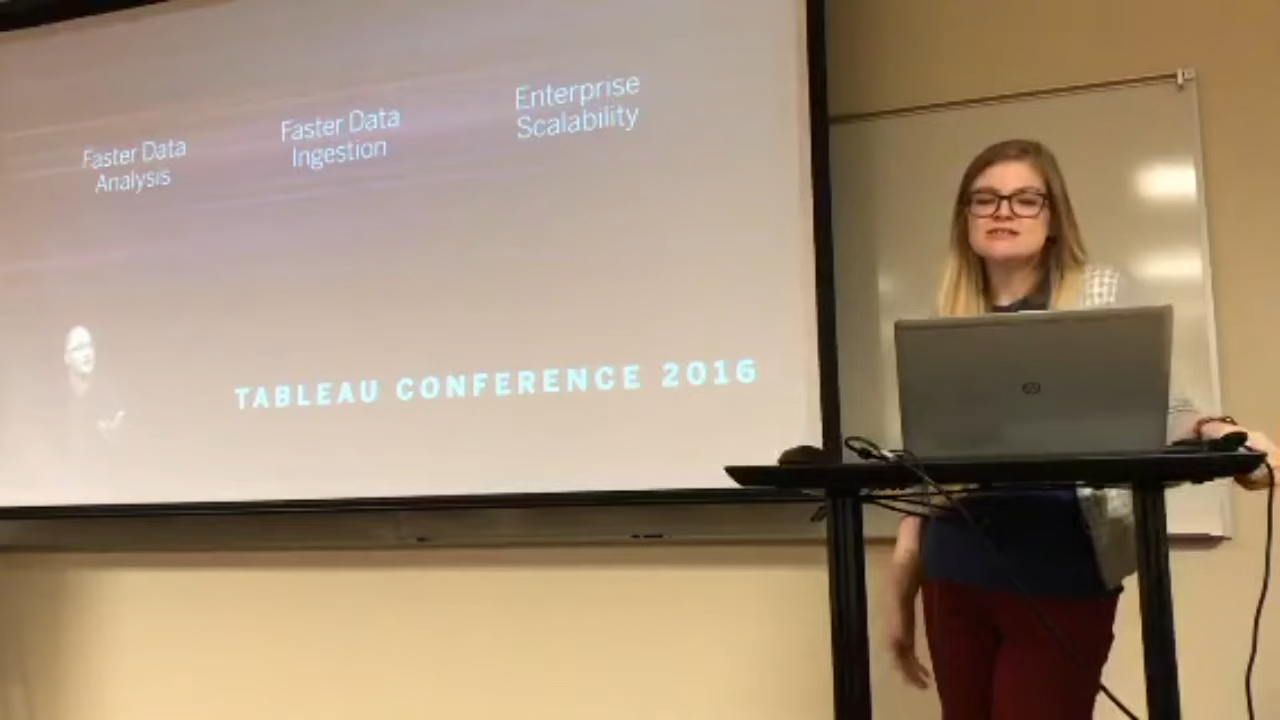 Faster Data
Analysis
Faster Data
Ingestion
Enterprise
Scalability
TABLEAU CONFERENCE 2016